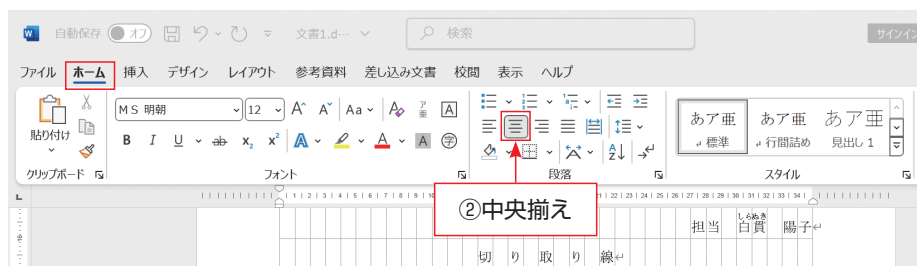 自動保存 オフ 文書1.d… 検索 サインイン
ファイル ホーム 挿入 デザイン レイアウト 参考資料 差し込み文書 校閲 表示 ヘルプ
MS 明朝 12 A^ A˅ Aa A
貼り付け
B I U ab x₂ x² A A A 字
あア亜 あア亜 あア亜
標準 行間詰め 見出し 1
クリップボード フォント 段落 スタイル
②中央揃え
担当 白貫 陽子
しらぬき
切り取り線